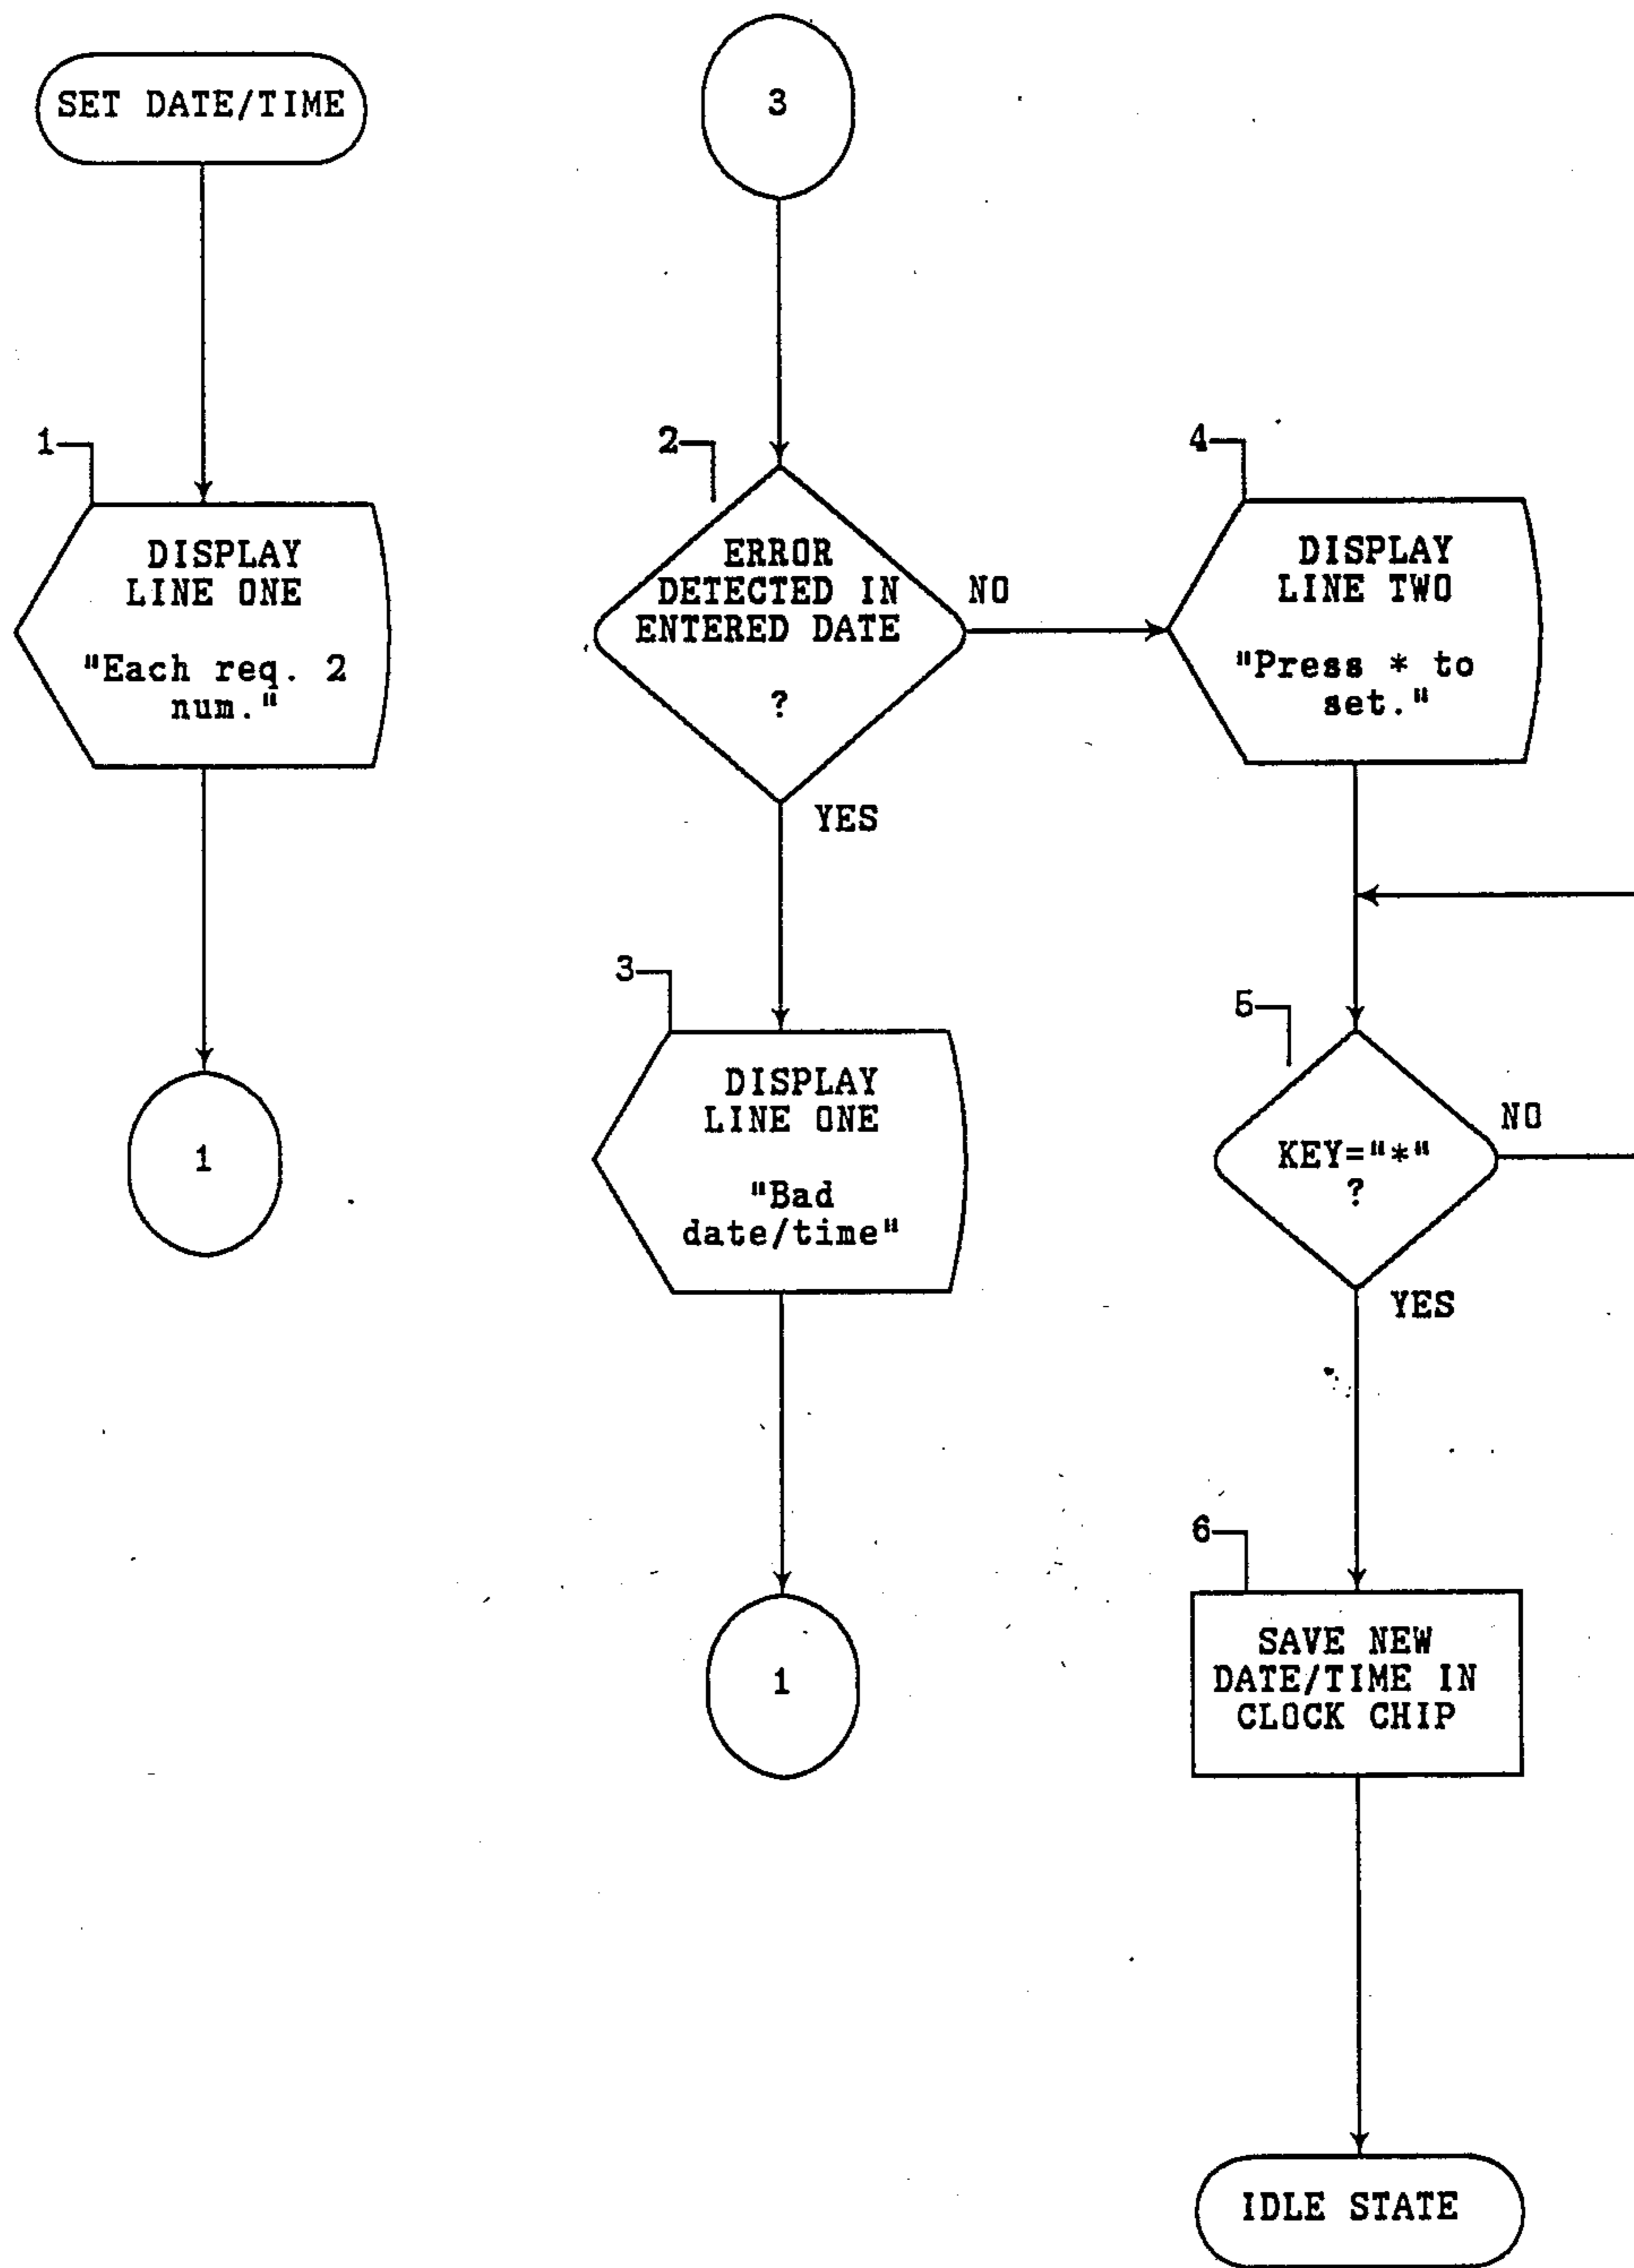 SET DATE/TIME
1
DISPLAY
LINE ONE
"Each req. 2
num."
1
3
2
ERROR
DETECTED IN
ENTERED DATE
?
NO
YES
3
DISPLAY
LINE ONE
"Bad
date/time"
1
4
DISPLAY
LINE TWO
"Press * to
set."
5
KEY="*"
?
NO
YES
6
SAVE NEW
DATE/TIME IN
CLOCK CHIP
IDLE STATE